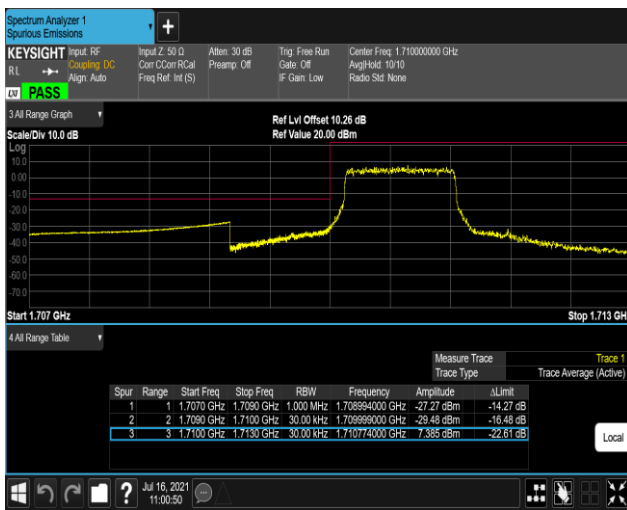 Spectrum Analyzer 1
Spurious Emissions
KEYSIGHT Input: RF Input Z: 50 Ω Atten: 30 dB Trig: Free Run Center Freq: 1.710000000 GHz
RL Coupling: DC Corr CCorr RCal Preamp: Off Gate: Off Avg|Hold: 10/10
Align: Auto Freq Ref: Int (S) IF Gain: Low Radio Std: None
LXI PASS
3 All Range Graph
Ref Lvl Offset 10.26 dB
Scale/Div 10.0 dB Ref Value 20.00 dBm
Log
10.0
0.00
-10.0
-20.0
-30.0
-40.0
-50.0
-60.0
-70.0
Start 1.707 GHz Stop 1.713 GH
4 All Range Table
Measure Trace Trace 1
Trace Type Trace Average (Active)
Spur Range Start Freq Stop Freq RBW Frequency Amplitude ΔLimit
1 1 1.7070 GHz 1.7090 GHz 1.000 MHz 1.708994000 GHz -27.27 dBm -14.27 dB
2 2 1.7090 GHz 1.7100 GHz 30.00 kHz 1.709999000 GHz -29.48 dBm -16.48 dB
3 3 1.7100 GHz 1.7130 GHz 30.00 kHz 1.710774000 GHz 7.385 dBm -22.61 dB
Local
? Jul 16, 2021
11:00:50